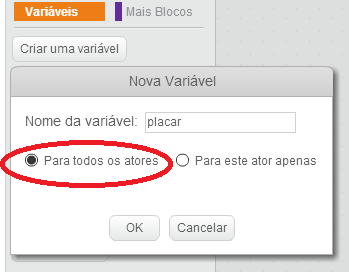 Variáveis Mais Blocos
Criar uma variável
Nova Variável
Nome da variável: placar
Para todos os atores Para este ator apenas
OK Cancelar